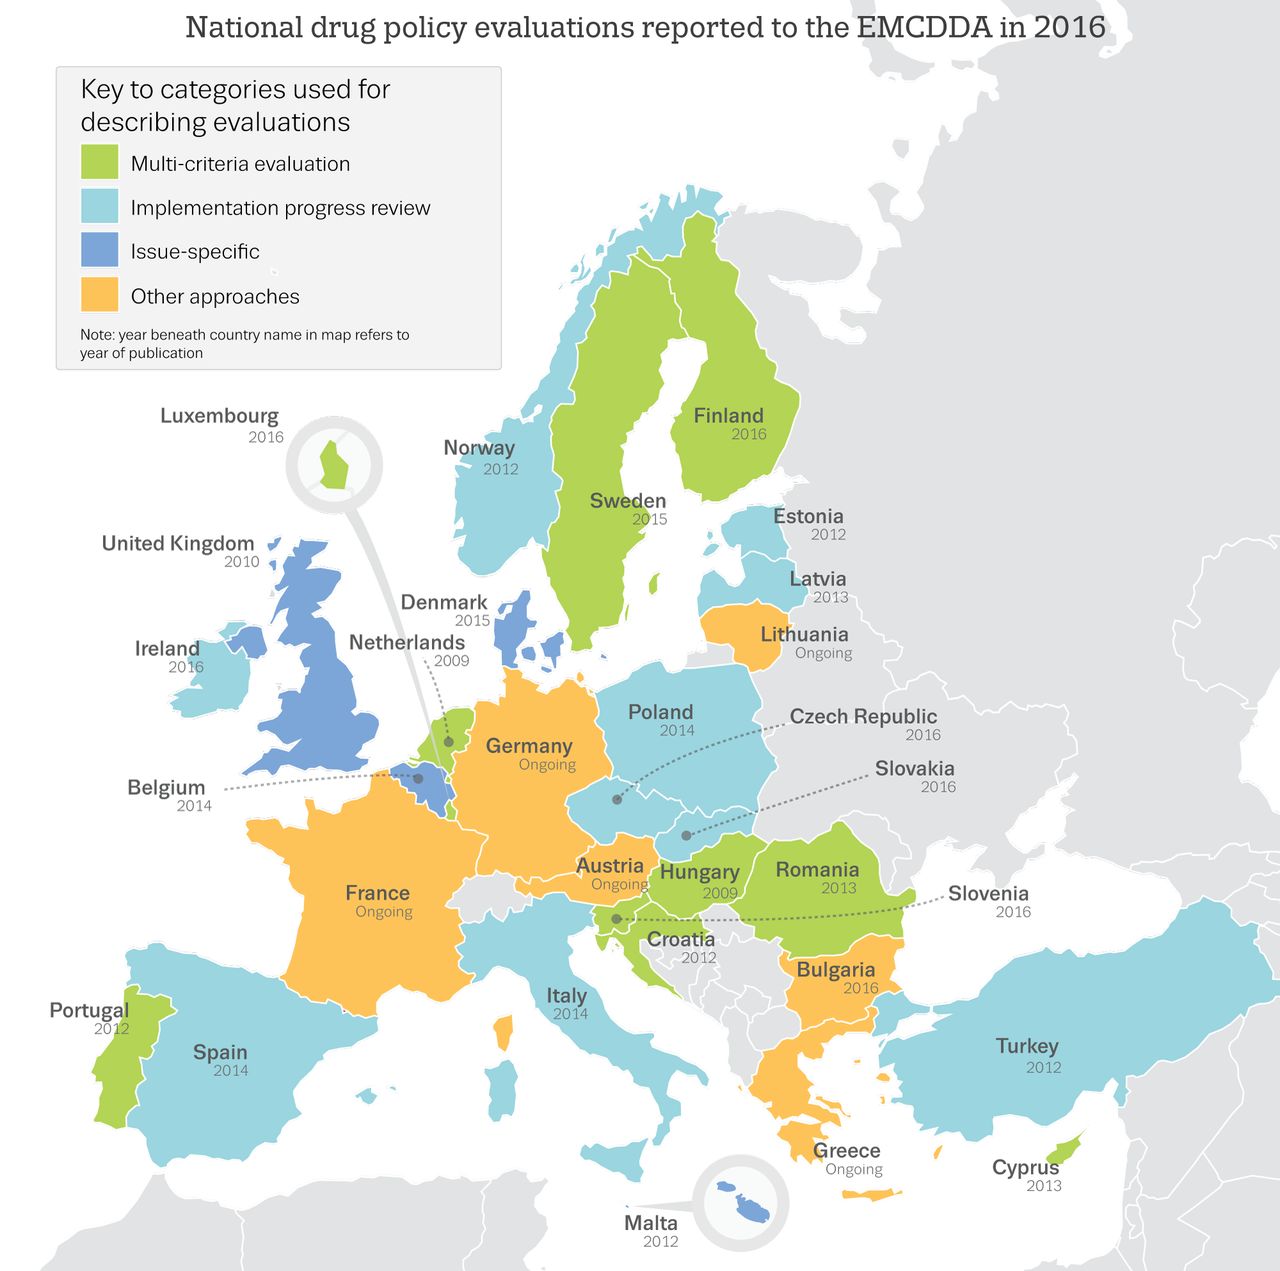 National drug policy evaluations reported to the EMCDDA in 2016
Key to categories used for
describing evaluations
Multi-criteria evaluation
Implementation progress review
Issue-specific
Other approaches
Note: year beneath country name in map refers to
year of publication
Luxembourg
2016
Norway
2012
Finland
2016
Sweden
2015
Estonia
2012
United Kingdom
2010
Latvia
2013
Denmark
2015
Lithuania
Ongoing
Ireland
2016
Netherlands
2009
Poland
2014
Czech Republic
2016
Germany
Ongoing
Slovakia
2016
Belgium
2014
Austria
Ongoing
Hungary
2009
Romania
2013
France
Ongoing
Slovenia
2016
Croatia
2012
Bulgaria
2016
Italy
2014
Portugal
2012
Spain
2014
Turkey
2012
Greece
Ongoing
Cyprus
2013
Malta
2012